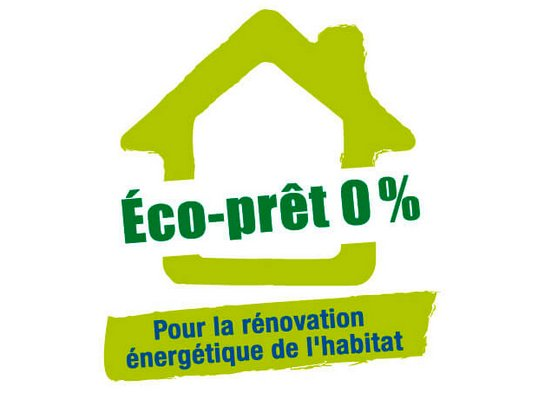 Éco-prêt 0 %
Pour la rénovation
énergétique de l'habitat